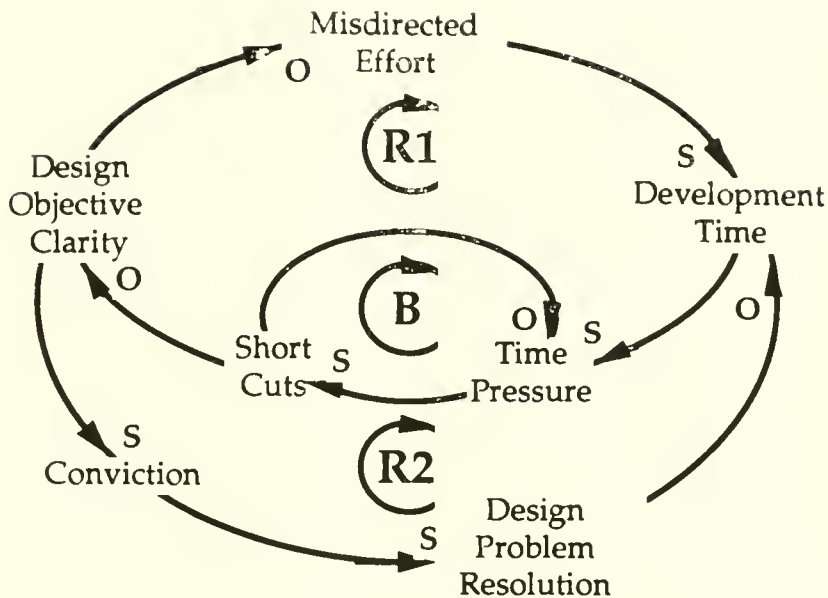 Misdirected
Effort
O
R1
S
Design
Objective
Clarity
Development
Time
O
B
O
S
O
Short
Cuts
S
Time
Pressure
S
Conviction
R2
S
Design
Problem
Resolution